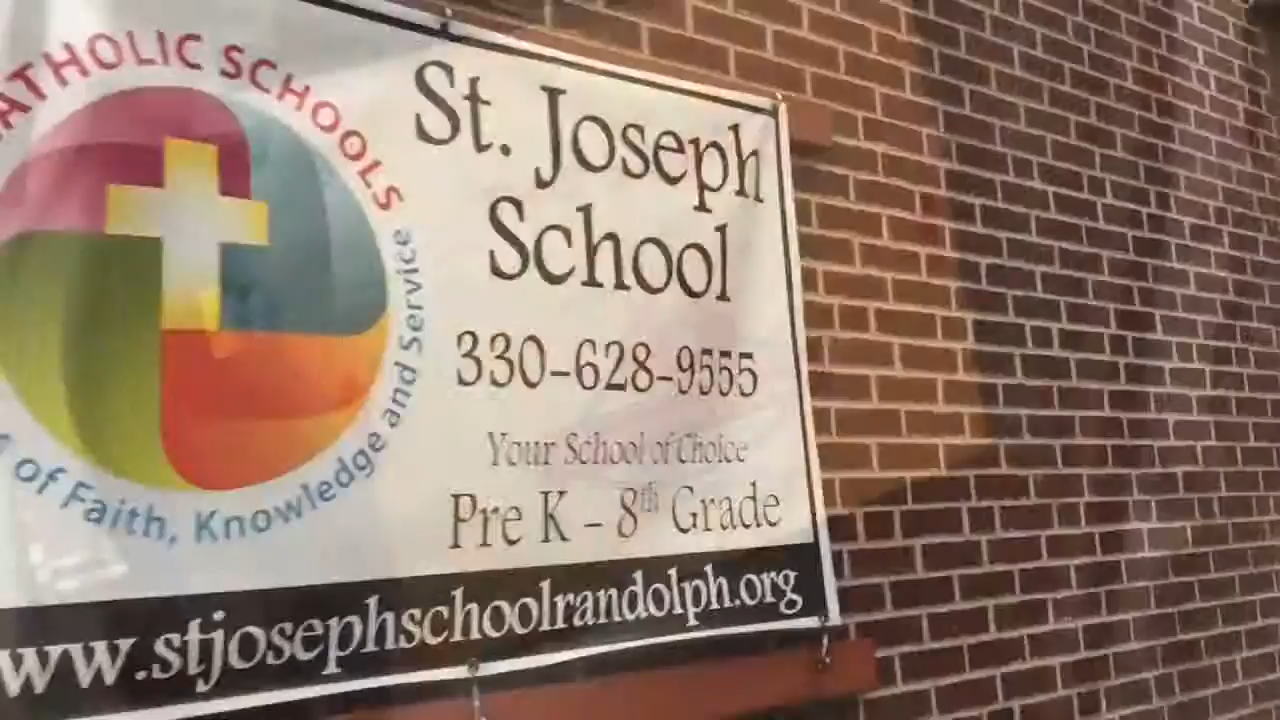 ATHOLIC SCHOOLS
of Faith, Knowledge and Service
St. Joseph
School
330-628-9555
Your School of Choice
Pre K - 8th Grade
www.stjosephschoolrandolph.org